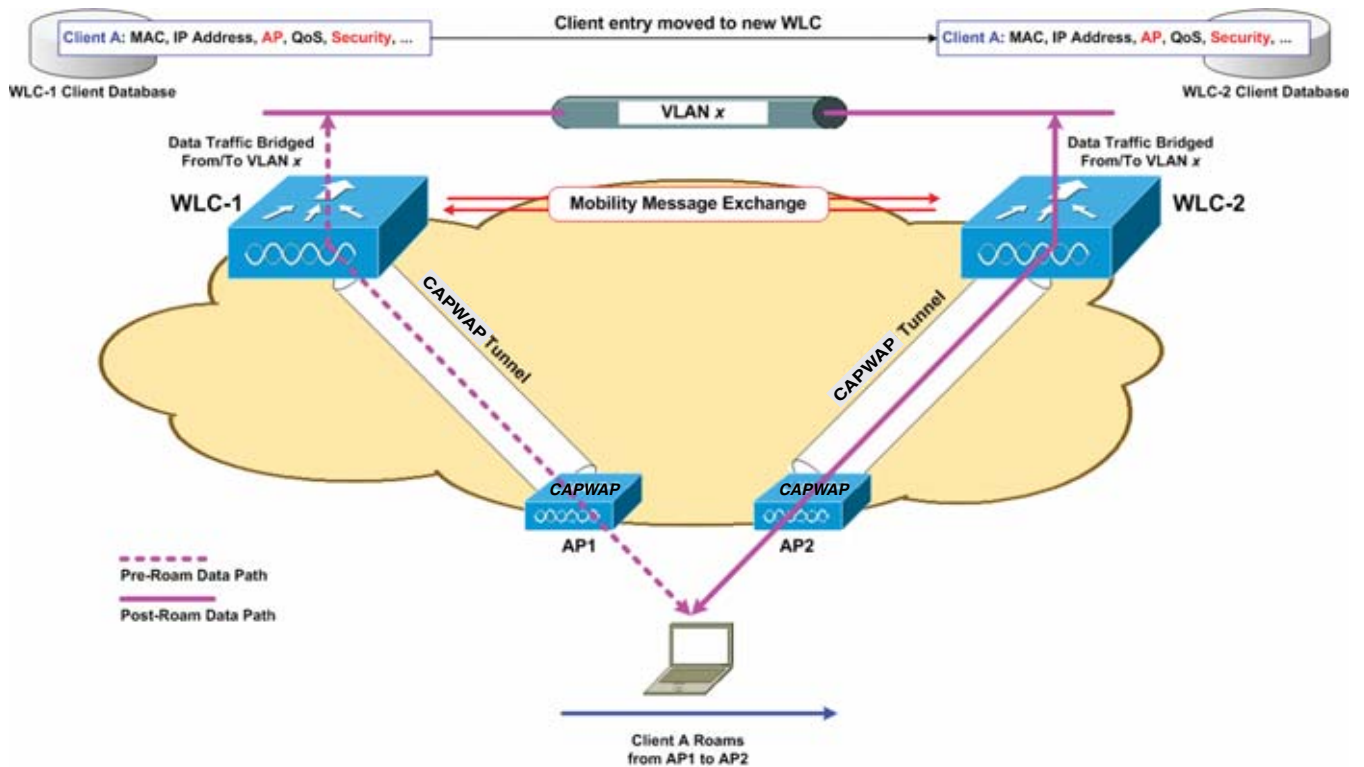 Client entry moved to new WLC
Client A: MAC, IP Address, AP, QoS, Security, ...
Client A: MAC, IP Address, AP, QoS, Security, ...
WLC-1 Client Database
WLC-2 Client Database
VLAN x
Data Traffic Bridged
From/To VLAN x
Data Traffic Bridged
From/To VLAN x
WLC-1
Mobility Message Exchange
WLC-2
CAPWAP Tunnel
CAPWAP Tunnel
CAPWAP
CAPWAP
AP1
AP2
Pre-Roam Data Path
Post-Roam Data Path
Client A Roams
from AP1 to AP2